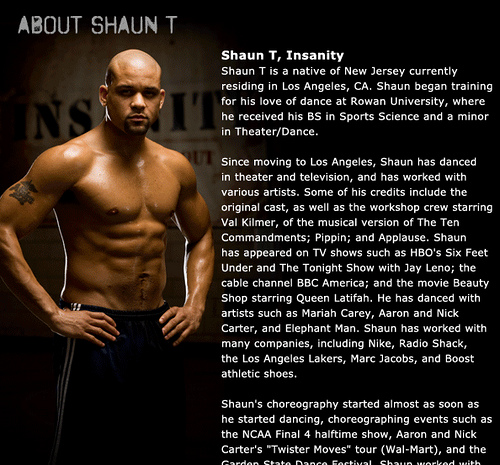 ABOUT SHAUN T
Shaun T, Insanity
Shaun T is a native of New Jersey currently
residing in Los Angeles, CA. Shaun began training
for his love of dance at Rowan University, where
he received his BS in Sports Science and a minor
in Theater/Dance.
Since moving to Los Angeles, Shaun has danced
in theater and television, and has worked with
various artists. Some of his credits include the
original cast, as well as the workshop crew starring
Val Kilmer, of the musical version of The Ten
Commandments; Pippin; and Applause. Shaun
has appeared on TV shows such as HBO's Six Feet
Under and The Tonight Show with Jay Leno; the
cable channel BBC America; and the movie Beauty
Shop starring Queen Latifah. He has danced with
artists such as Mariah Carey, Aaron and Nick
Carter, and Elephant Man. Shaun has worked with
many companies, including Nike, Radio Shack,
the Los Angeles Lakers, Marc Jacobs, and Boost
athletic shoes.
Shaun's choreography started almost as soon as
he started dancing, choreographing events such as
the NCAA Final 4 halftime show, Aaron and Nick
Carter's "Twister Moves" tour (Wal-Mart), and the
Garden State Dance Festival. Shaun worked with